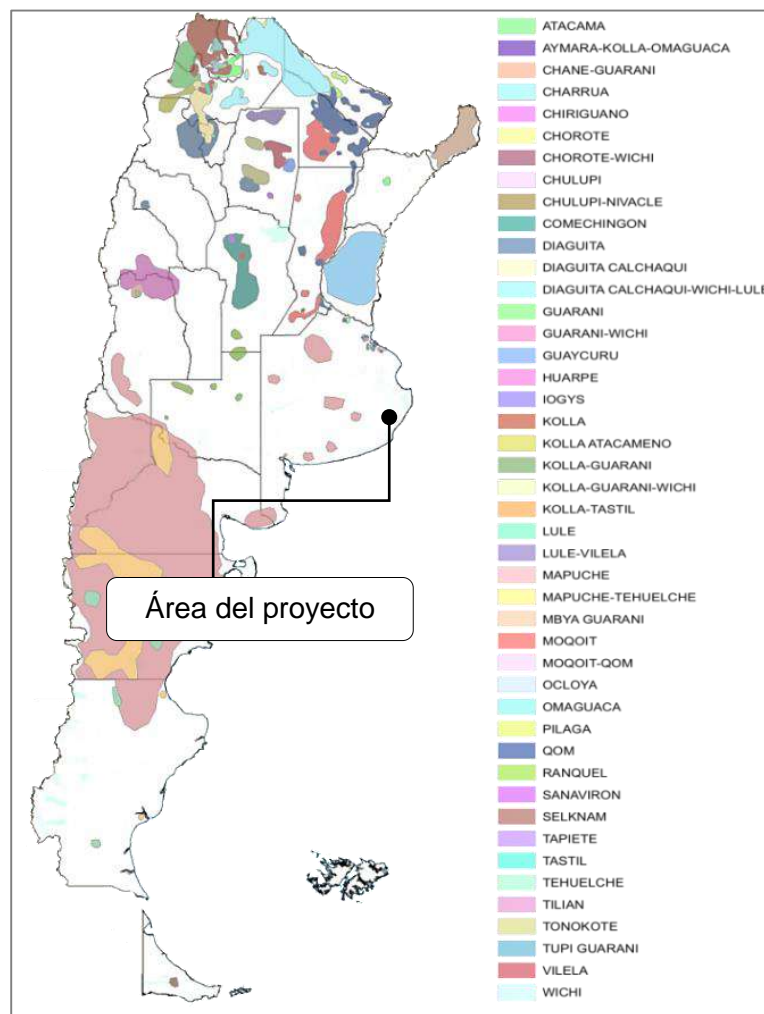 ATACAMA
AYMARA-KOLLA-OMAGUACA
CHANE-GUARANI
CHARRUA
CHIRIGUANO
CHOROTE
CHOROTE-WICHI
CHULUPI
CHULUPI-NIVACLE
COMECHINGON
DIAGUITA
DIAGUITA CALCHAQUI
DIAGUITA CALCHAQUI-WICHI-LULE
GUARANI
GUARANI-WICHI
GUAYCURU
HUARPE
IOGYS
KOLLA
KOLLA ATACAMENO
KOLLA-GUARANI
KOLLA-GUARANI-WICHI
KOLLA-TASTIL
LULE
LULE-VILELA
MAPUCHE
MAPUCHE-TEHUELCHE
MBYA GUARANI
MOQOIT
MOQOIT-QOM
OCLOYA
OMAGUACA
PILAGA
QOM
RANQUEL
SANAVIRON
SELKNAM
TAPIETE
TASTIL
TEHUELCHE
TILIAN
TONOKOTE
TUPI GUARANI
VILELA
WICHI
Área del proyecto